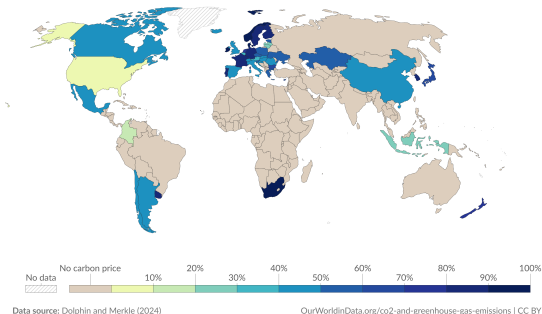 No data
No carbon price
10%
20%
30%
40%
50%
60%
70%
80%
90%
100%
Data source: Dolphin and Merkle (2024)
OurWorldinData.org/co2-and-greenhouse-gas-emissions | CC BY